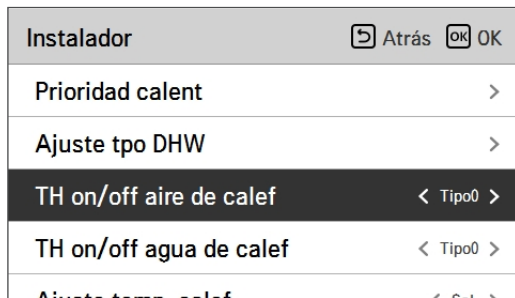 Instalador Atrás OK OK
Prioridad calent >
Ajuste tpo DHW >
TH on/off aire de calef < Tipo0 >
TH on/off agua de calef < Tipo0 >